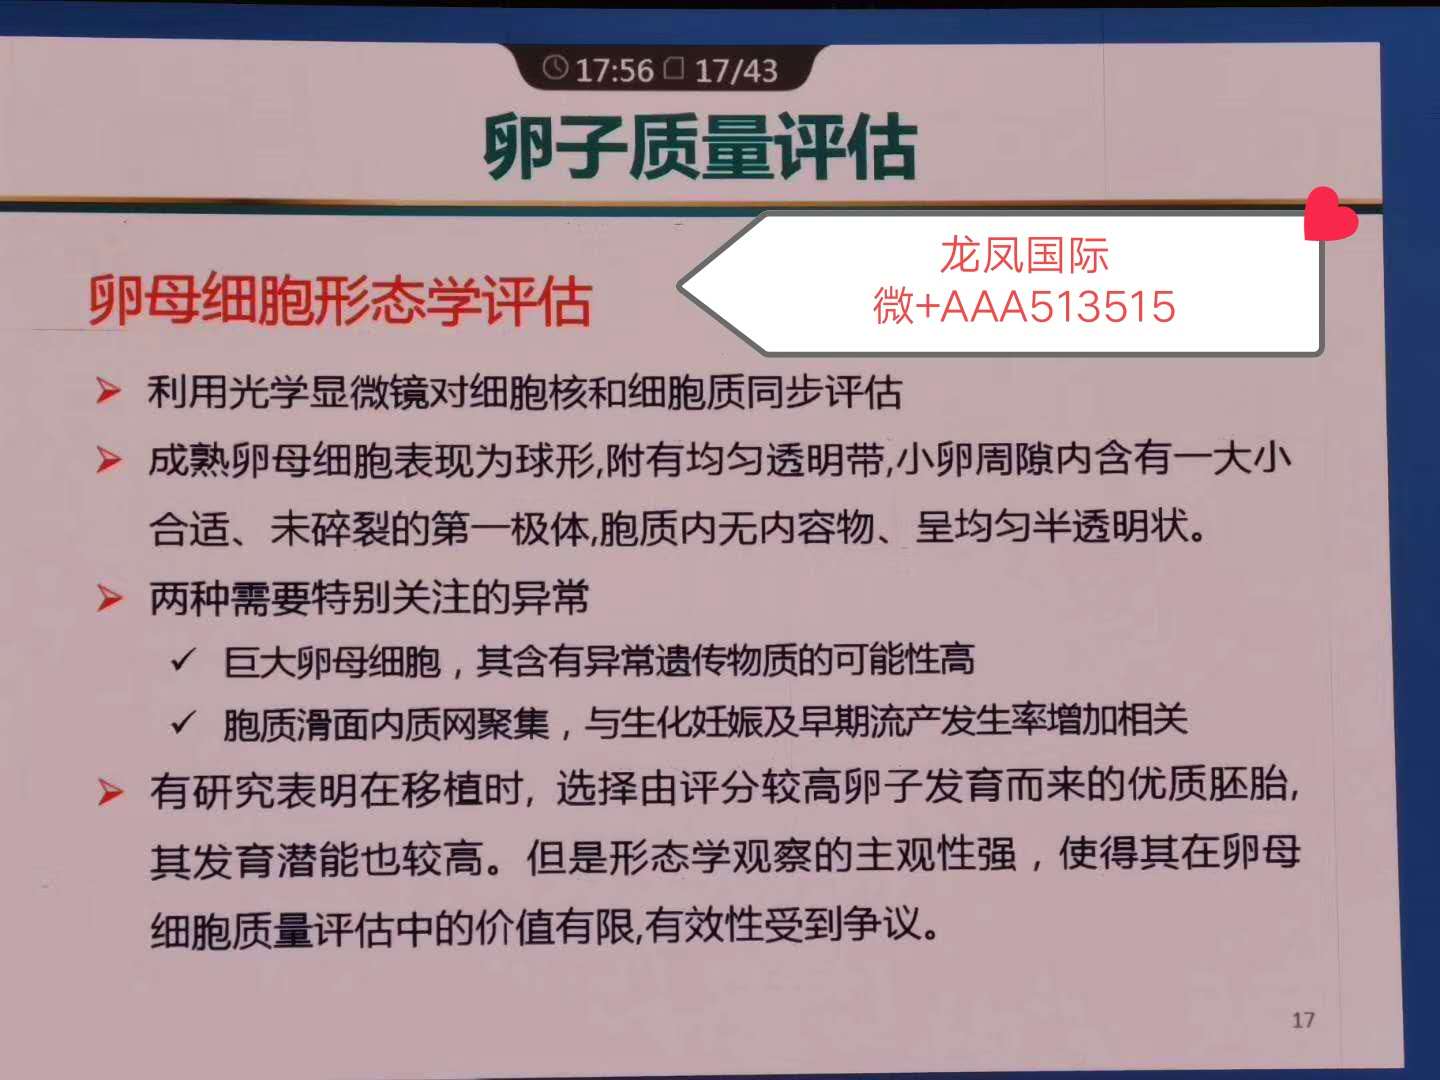 17:56 17/43
卵子质量评估
龙凤国际
微+AAA513515
卵母细胞形态学评估
利用光学显微镜对细胞核和细胞质同步评估
成熟卵母细胞表现为球形,附有均匀透明带,小卵周隙内含有一大小
合适、未碎裂的第一极体,胞质内无内容物、呈均匀半透明状。
两种需要特别关注的异常
✓ 巨大卵母细胞，其含有异常遗传物质的可能性高
✓ 胞质滑面内质网聚集，与生化妊娠及早期流产发生率增加相关
有研究表明在移植时, 选择由评分较高卵子发育而来的优质胚胎,
其发育潜能也较高。但是形态学观察的主观性强，使得其在卵母
细胞质量评估中的价值有限,有效性受到争议。
17